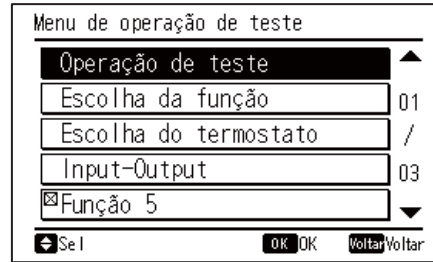 Menu de operação de teste
Operação de teste
Escolha da função
01
Escolha do termostato
/
Input-Output
03
Função 5
Sel OK OK Voltar Voltar